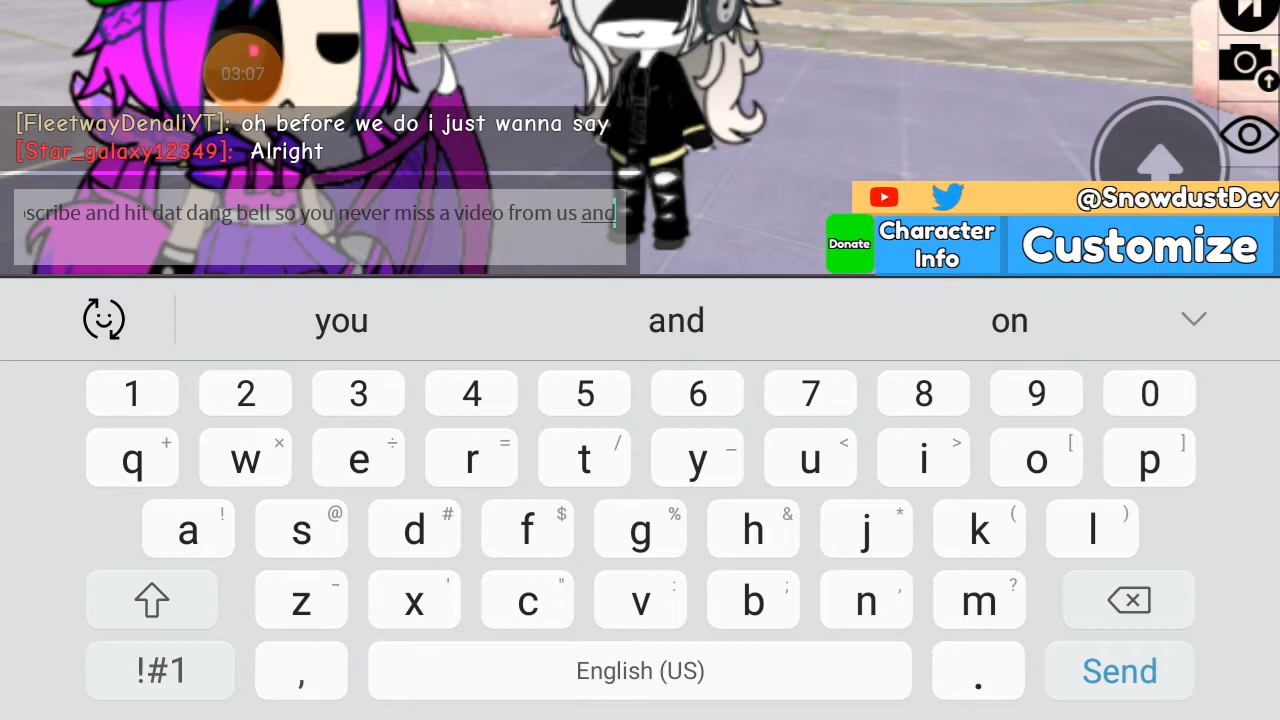 03:07
[FleetwayDenaliYT]: oh before we do i just wanna say
[Star_galaxy12349]: Alright
scribe and hit dat dang bell so you never miss a video from us and
@SnowdustDev
Donate
Character
Info
Customize
you and on
1 2 3 4 5 6 7 8 9 0
q + w × e ÷ r = t / y _ u < i > o [ p ]
a ! s @ d # f $ g % h & j * k ( l )
z - x ' c " v : b ; n , m ?
!#1 , English (US) . Send